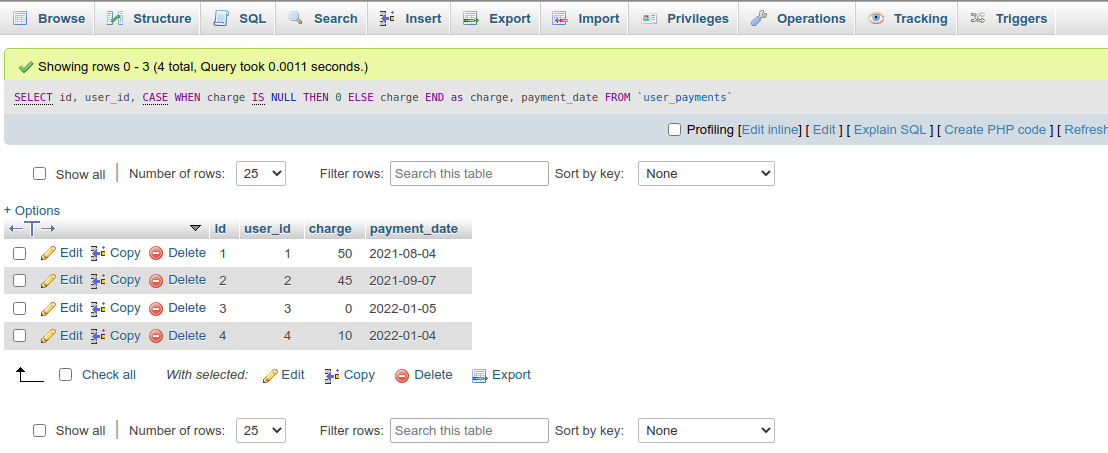 Browse Structure SQL Search Insert Export Import Privileges Operations Tracking Triggers
Showing rows 0 - 3 (4 total, Query took 0.0011 seconds.)
SELECT id, user_id, CASE WHEN charge IS NULL THEN 0 ELSE charge END as charge, payment_date FROM `user_payments`
Profiling [Edit inline] [ Edit ] [ Explain SQL ] [ Create PHP code ] [ Refresh
Show all Number of rows: 25 Filter rows: Search this table Sort by key: None
+ Options
id user_id charge payment_date
Edit Copy Delete 1 1 50 2021-08-04
Edit Copy Delete 2 2 45 2021-09-07
Edit Copy Delete 3 3 0 2022-01-05
Edit Copy Delete 4 4 10 2022-01-04
Check all With selected: Edit Copy Delete Export
Show all Number of rows: 25 Filter rows: Search this table Sort by key: None